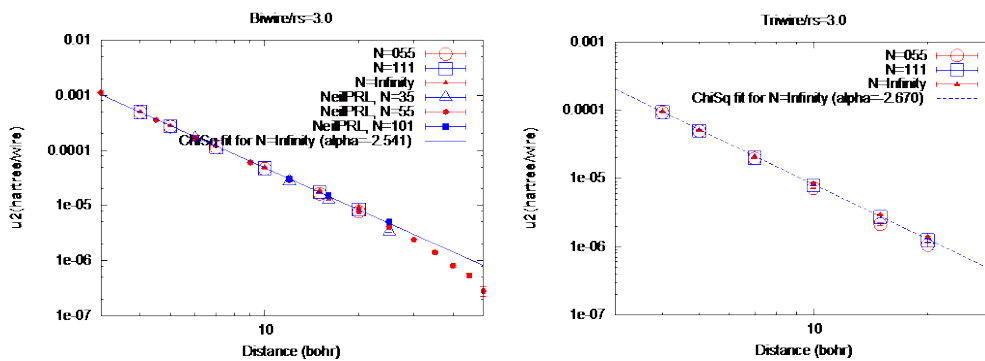 Biwire/rs=3.0
0.01
0.001
0.0001
1e-05
1e-06
1e-07
10
u2(hartree/wire)
Distance (bohr)
N=055
N=111
N=Infinity
NeilPRL, N=35
NeilPRL, N=55
NeilPRL, N=101
ChiSq fit for N=Infinity (alpha=-2.541)
Triwire/rs=3.0
0.001
0.0001
1e-05
1e-06
1e-07
10
u2(hartree/wire)
Distance (bohr)
N=055
N=111
N=Infinity
ChiSq fit for N=Infinity (alpha=-2.670)